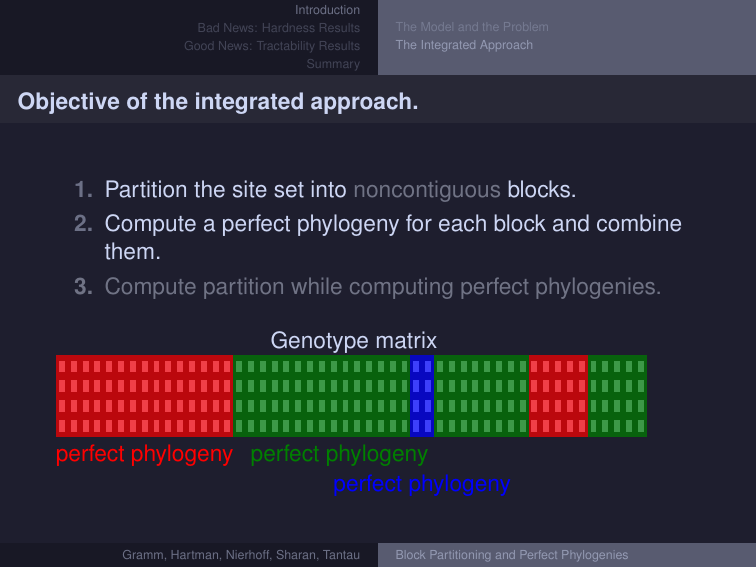 Introduction
Bad News: Hardness Results
Good News: Tractability Results
Summary
The Model and the Problem
The Integrated Approach
Objective of the integrated approach.
1. Partition the site set into noncontiguous blocks.
2. Compute a perfect phylogeny for each block and combine
them.
3. Compute partition while computing perfect phylogenies.
Genotype matrix
perfect phylogeny perfect phylogeny
perfect phylogeny
Gramm, Hartman, Nierhoff, Sharan, Tantau
Block Partitioning and Perfect Phylogenies